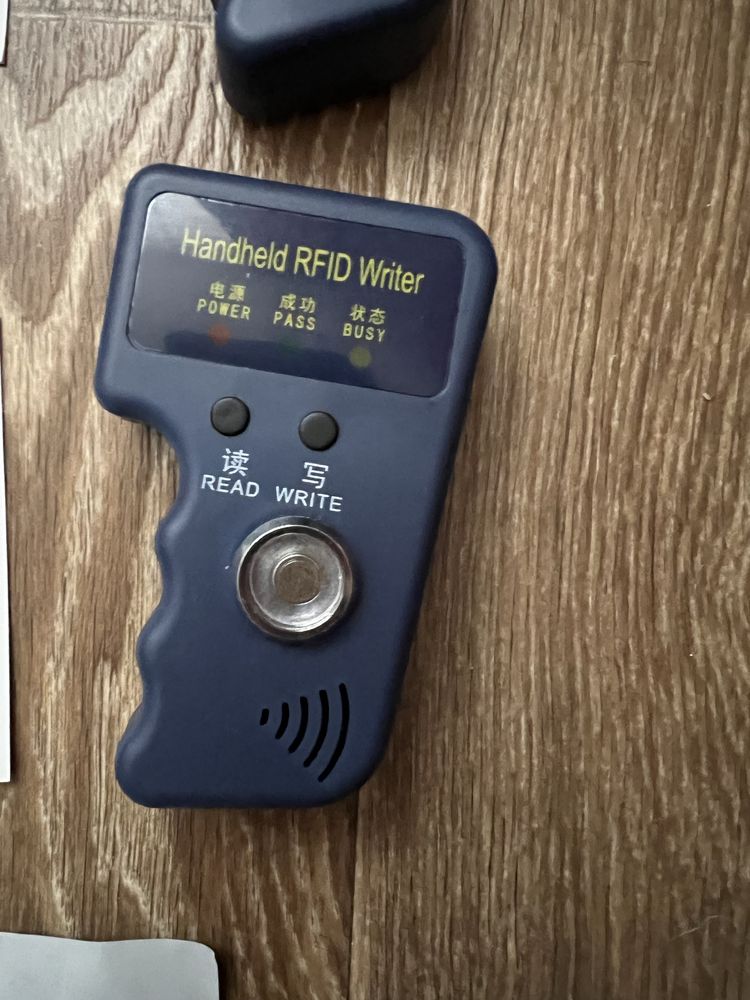 Handheld RFID Writer
电源 成功 状态
POWER PASS BUSY
读 写
READ WRITE